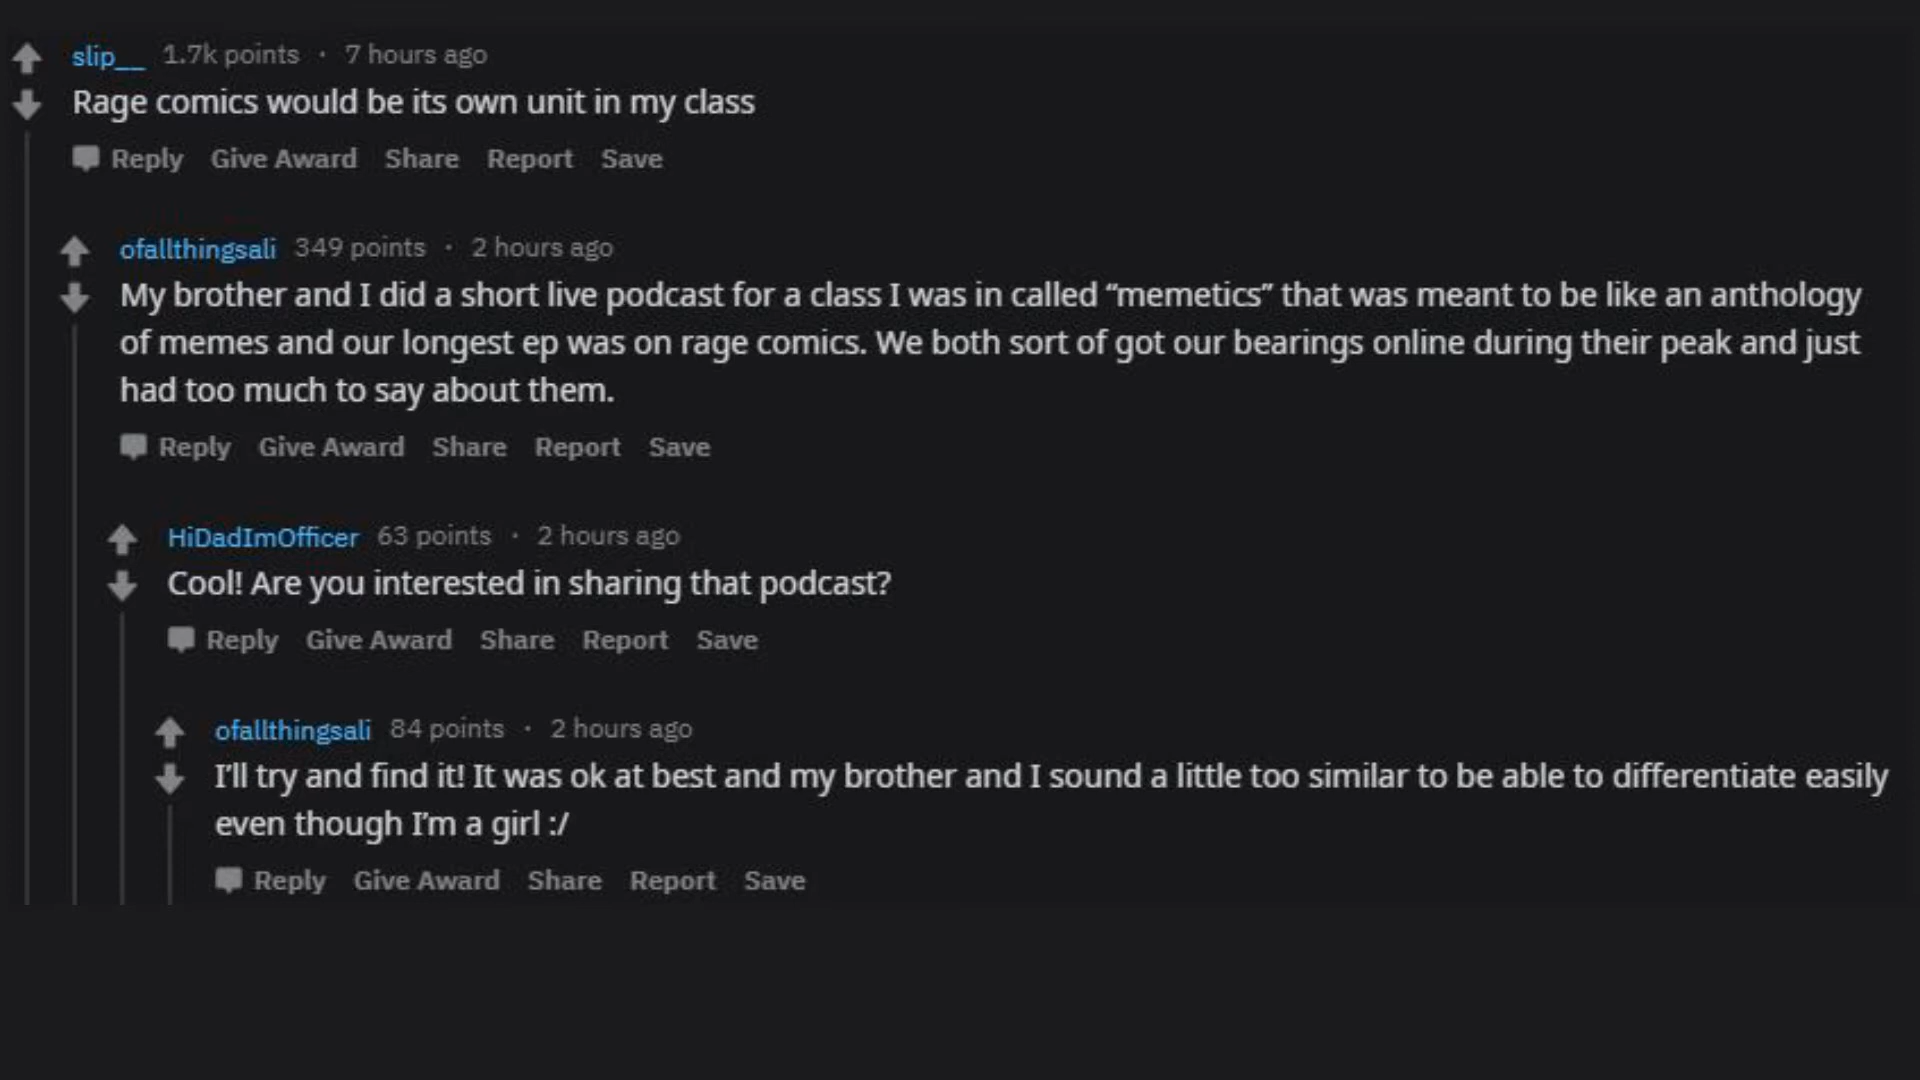 slip__ 1.7k points · 7 hours ago
Rage comics would be its own unit in my class
Reply Give Award Share Report Save
ofallthingsali 349 points · 2 hours ago
My brother and I did a short live podcast for a class I was in called “memetics” that was meant to be like an anthology
of memes and our longest ep was on rage comics. We both sort of got our bearings online during their peak and just
had too much to say about them.
Reply Give Award Share Report Save
HiDadImOfficer 63 points · 2 hours ago
Cool! Are you interested in sharing that podcast?
Reply Give Award Share Report Save
ofallthingsali 84 points · 2 hours ago
I’ll try and find it! It was ok at best and my brother and I sound a little too similar to be able to differentiate easily
even though I’m a girl :/
Reply Give Award Share Report Save